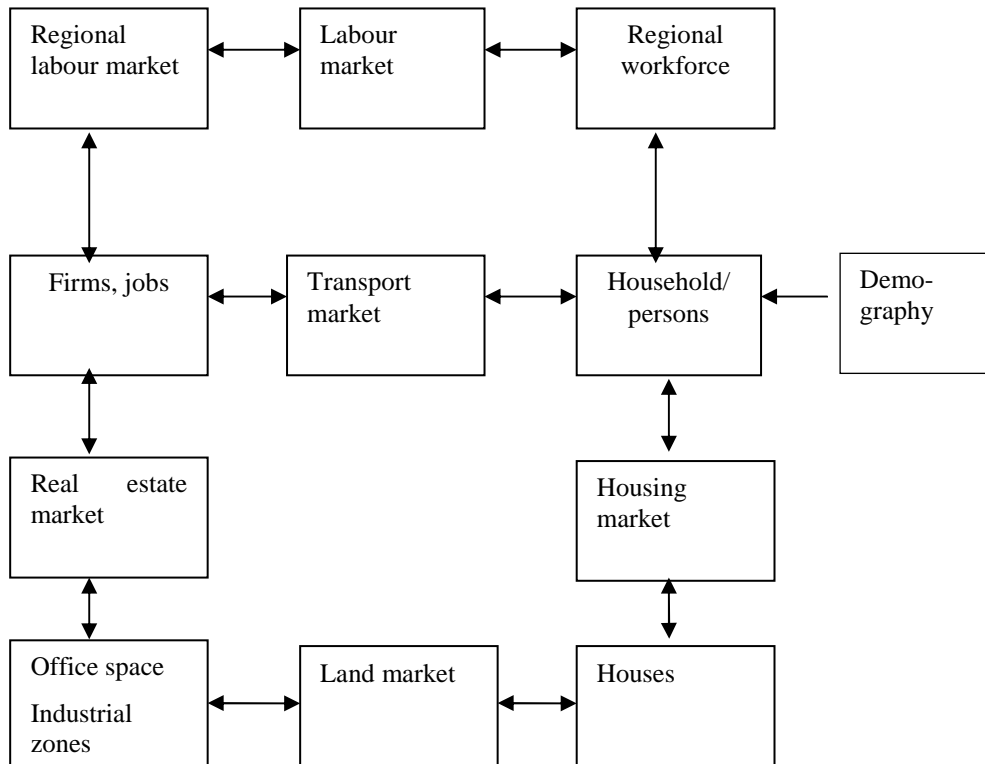 Regional
labour market
Labour
market
Regional
workforce
Firms, jobs
Transport
market
Household/
persons
Demo-
graphy
Real estate
market
Housing
market
Office space
Industrial
zones
Land market
Houses